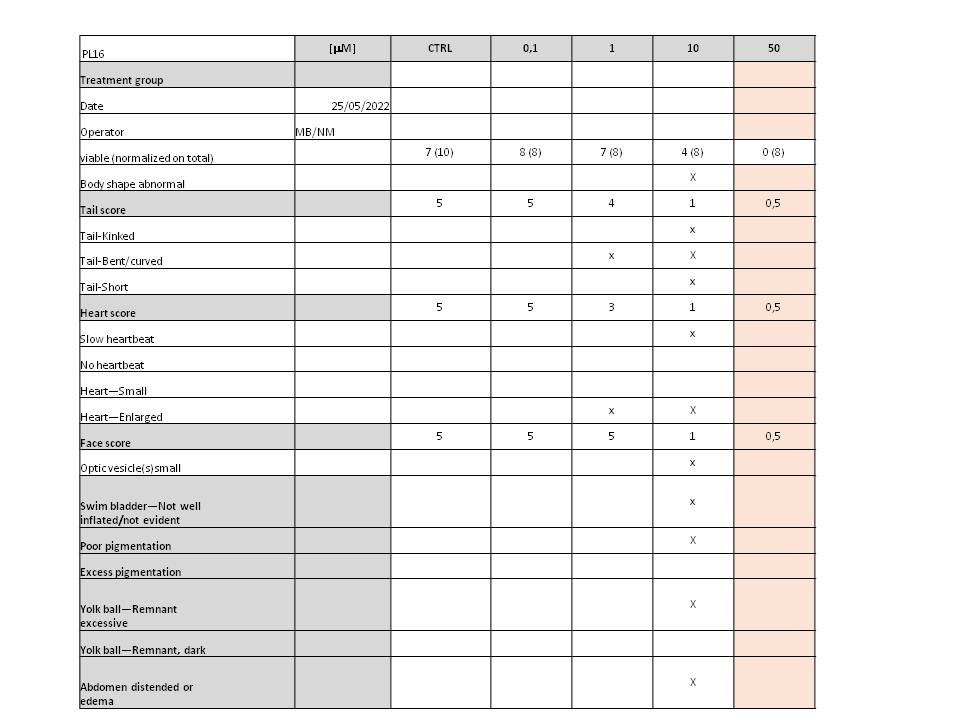 PL16 [µM] CTRL 0,1 1 10 50
Treatment group
Date 25/05/2022
Operator MB/NM
viable (normalized on total) 7 (10) 8 (8) 7 (8) 4 (8) 0 (8)
Body shape abnormal X
Tail score 5 5 4 1 0,5
Tail-Kinked x
Tail-Bent/curved x X
Tail-Short x
Heart score 5 5 3 1 0,5
Slow heartbeat x
No heartbeat
Heart—Small
Heart—Enlarged x X
Face score 5 5 5 1 0,5
Optic vesicle(s) small x
Swim bladder—Not well x
inflated/not evident
Poor pigmentation X
Excess pigmentation
Yolk ball—Remnant X
excessive
Yolk ball—Remnant, dark
Abdomen distended or X
edema